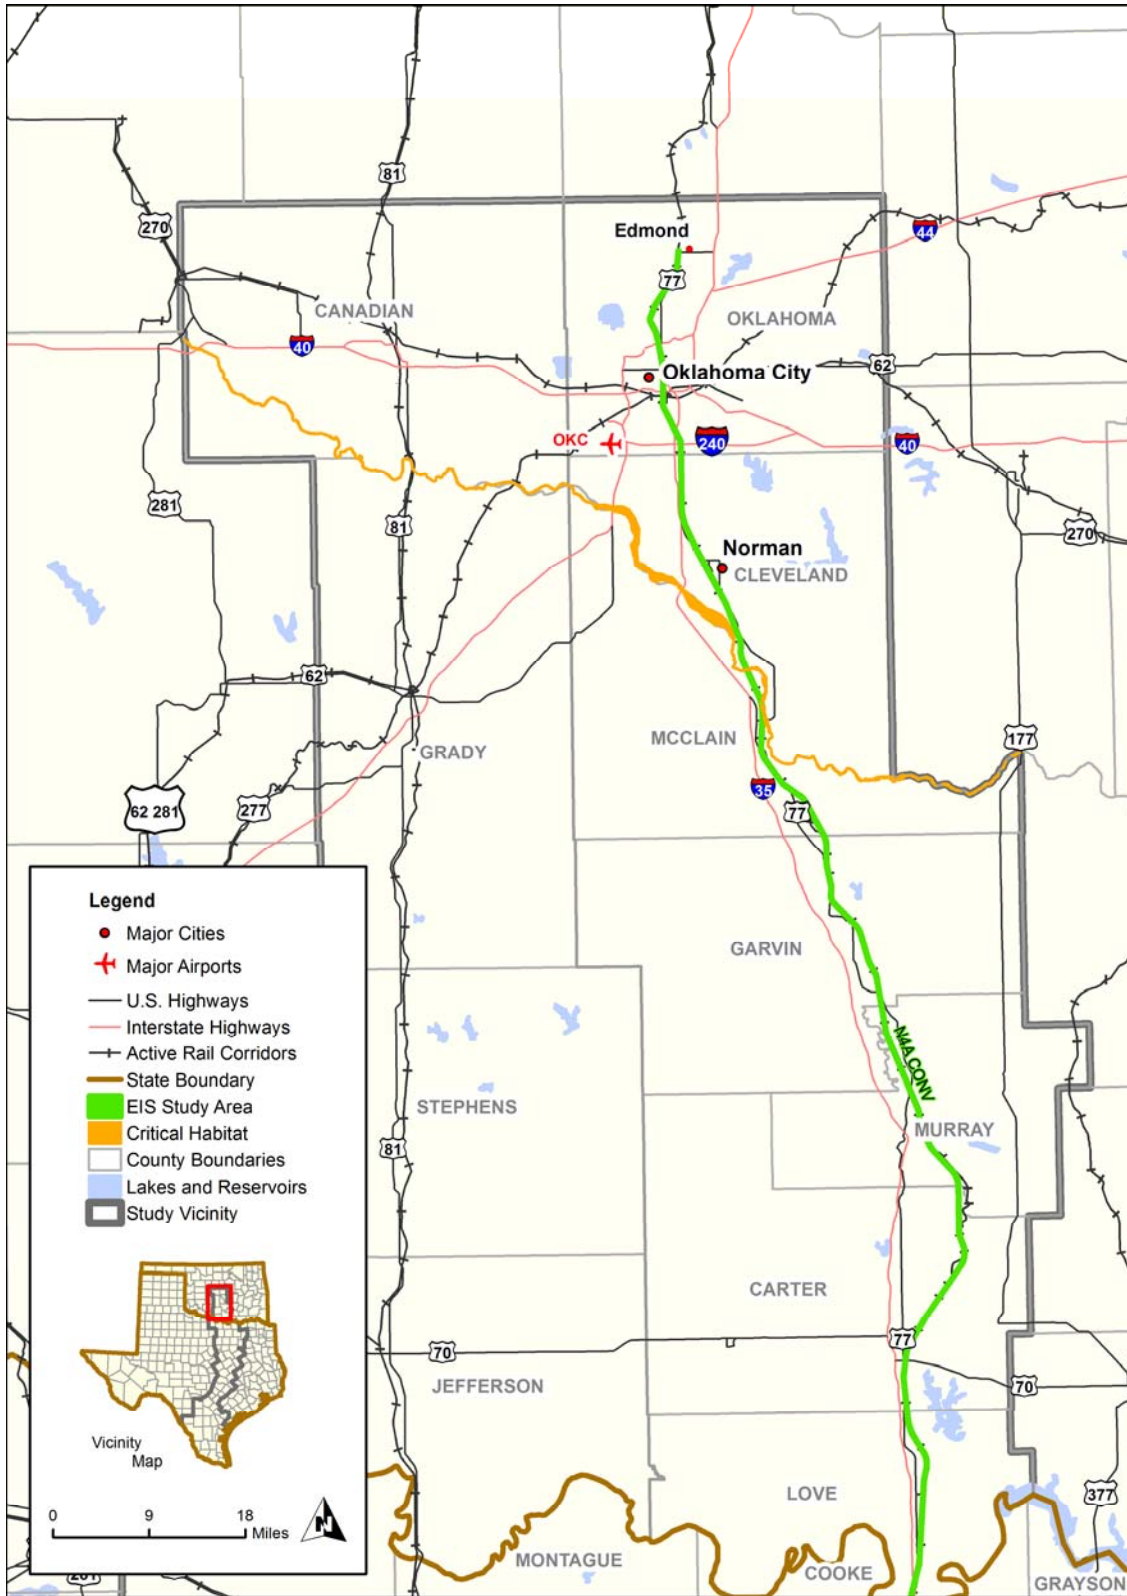 81
270
Edmond
44
77
CANADIAN
OKLAHOMA
40
62
Oklahoma City
OKC
240
40
281
81
270
Norman
CLEVELAND
62
MCCLAIN
177
GRADY
35
62 281
277
77
Legend
Major Cities
Major Airports
U.S. Highways
Interstate Highways
Active Rail Corridors
State Boundary
EIS Study Area
Critical Habitat
County Boundaries
Lakes and Reservoirs
Study Vicinity
GARVIN
N4A CONV
STEPHENS
MURRAY
81
CARTER
77
70
70
JEFFERSON
Vicinity
Map
LOVE
377
0 9 18
Miles
N
MONTAGUE
COOKE
GRAYSON